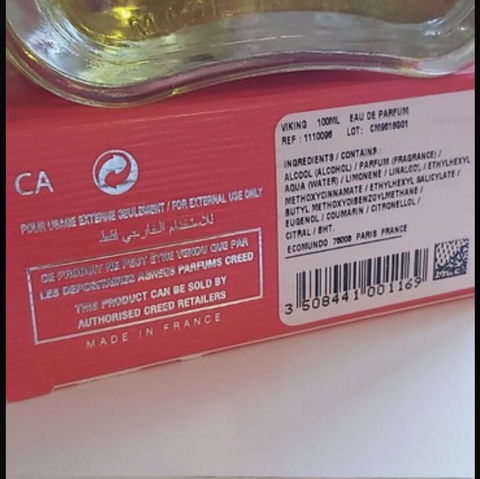 MA
CA
POUR USAGE EXTERNE SEULEMENT / FOR EXTERNAL USE ONLY
للاستخدام الخارجي فقط
CE PRODUIT NE PEUT ÊTRE VENDU QUE PAR
LES DEPOSITAIRES AGREES PARFUMS CREED
THIS PRODUCT CAN BE SOLD BY
AUTHORISED CREED RETAILERS
MADE IN FRANCE
VIKING 100ML EAU DE PARFUM
REF : 1110096 LOT: CM9618G01
INGREDIENTS / CONTAINS :
ALCOOL (ALCOHOL) / PARFUM (FRAGRANCE) /
AQUA (WATER) / LIMONENE / LINALOOL / ETHYLHEXYL
METHOXYCINNAMATE / ETHYLHEXYL SALICYLATE /
BUTYL METHOXYDIBENZOYLMETHANE /
EUGENOL / COUMARIN / CITRONELLOL /
CITRAL / BHT.
ECOMUNDO 75008 PARIS FRANCE
3 508441 001169